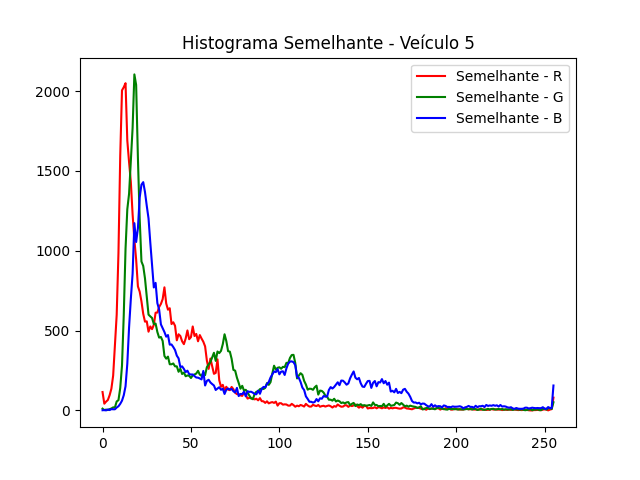 Histograma Semelhante - Veículo 5
Semelhante - R
Semelhante - G
Semelhante - B
2000
1500
1000
500
0
0 50 100 150 200 250